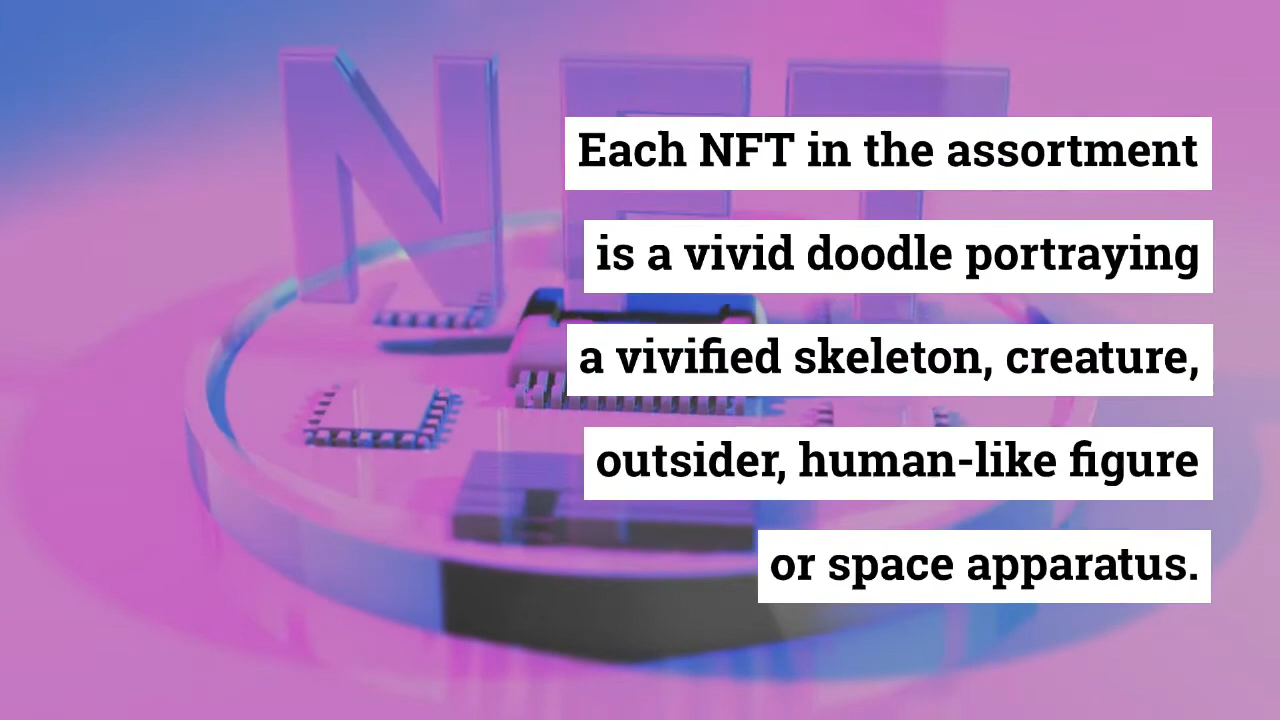 NFT
Each NFT in the assortment
is a vivid doodle portraying
a vivified skeleton, creature,
outsider, human-like figure
or space apparatus.